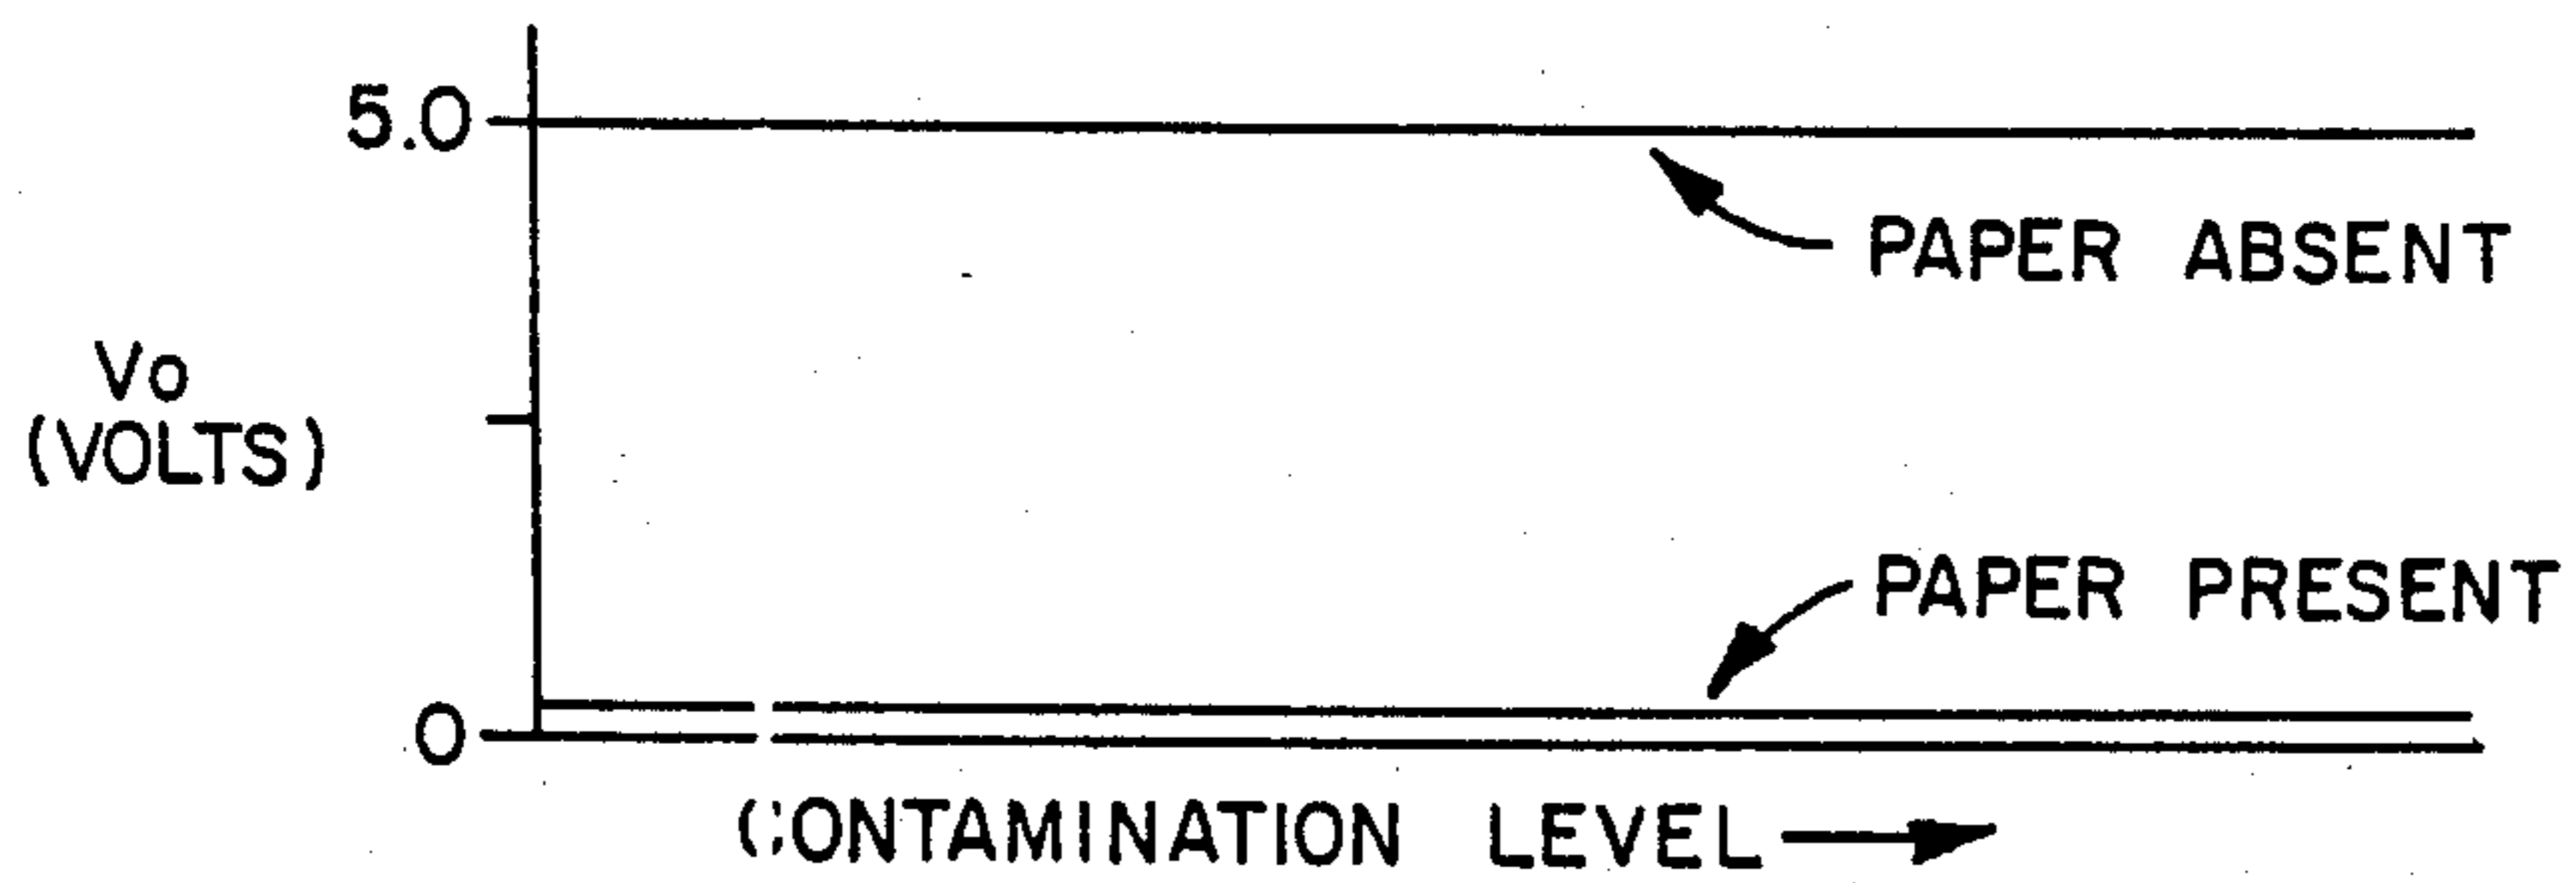 5.0
PAPER ABSENT
Vo
(VOLTS)
PAPER PRESENT
0
CONTAMINATION LEVEL